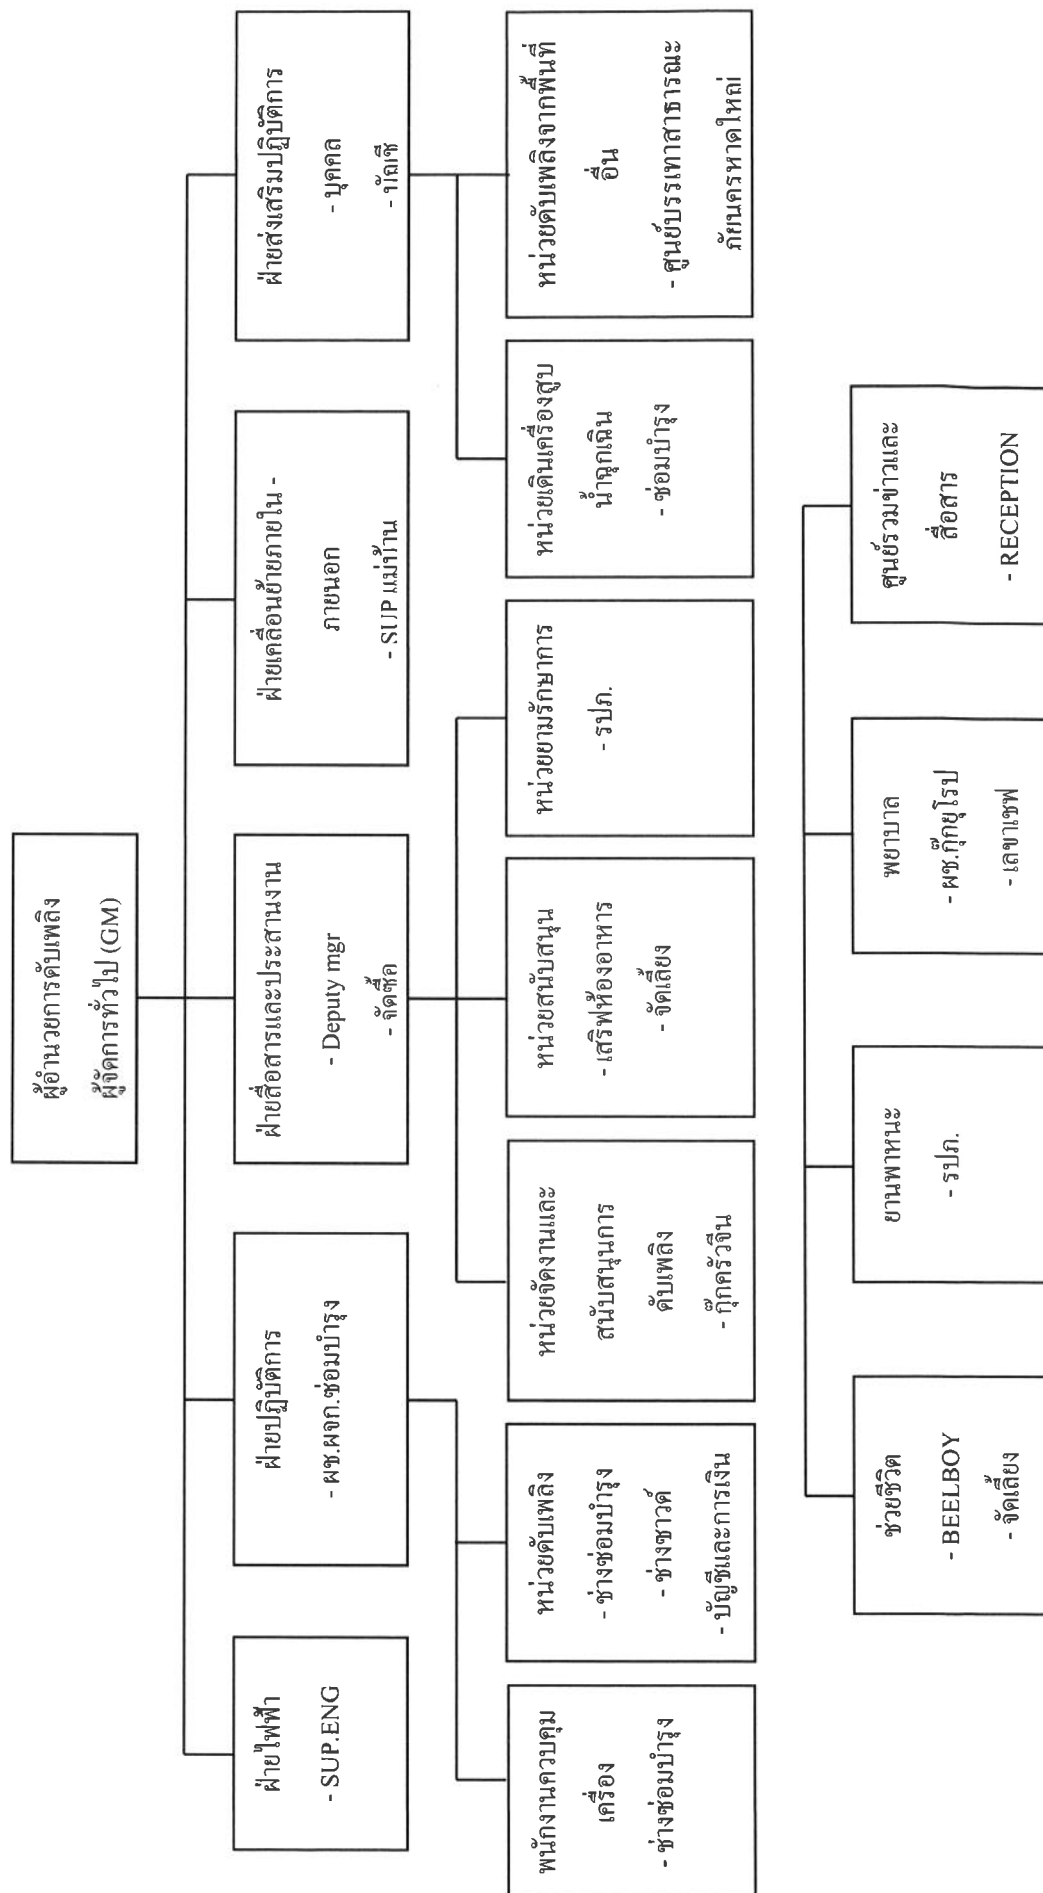 ผู้อำนวยการดับเพลิง
ผู้จัดการทั่วไป (GM)
ฝ่ายไฟฟ้า
- SUP.ENG
ฝ่ายปฏิบัติการ
- ผช.ผจก.ซ่อมบำรุง
ฝ่ายสื่อสารและประสานงาน
- Deputy mgr
- จัดซื้อ
ฝ่ายเคลื่อนย้ายภายใน -
ภายนอก
- SUP แม่บ้าน
ฝ่ายส่งเสริมปฏิบัติการ
- บุคคล
- บัญชี
พนักงานควบคุม
เครื่อง
- ช่างซ่อมบำรุง
หน่วยดับเพลิง
- ช่างซ่อมบำรุง
- ช่างซาวด์
- บัญชีและการเงิน
หน่วยจัดงานและ
สนับสนุนการ
ดับเพลิง
- กุ๊กครัวจีน
หน่วยสนับสนุน
- เสริฟห้องอาหาร
- จัดเลี้ยง
หน่วยยามรักษาการ
- รปภ.
หน่วยเดินเครื่องสูบ
น้ำฉุกเฉิน
- ซ่อมบำรุง
หน่วยดับเพลิงจากพื้นที่
อื่น
- ศูนย์บรรเทาสาธารณะ
ภัยนครหาดใหญ่
ช่วยชีวิต
- BEELBOY
- จัดเลี้ยง
ยานพาหนะ
- รปภ.
พยาบาล
- ผช.กุ๊กยุโรป
- เลขาเชฟ
ศูนย์รวมข่าวและ
สื่อสาร
- RECEPTION